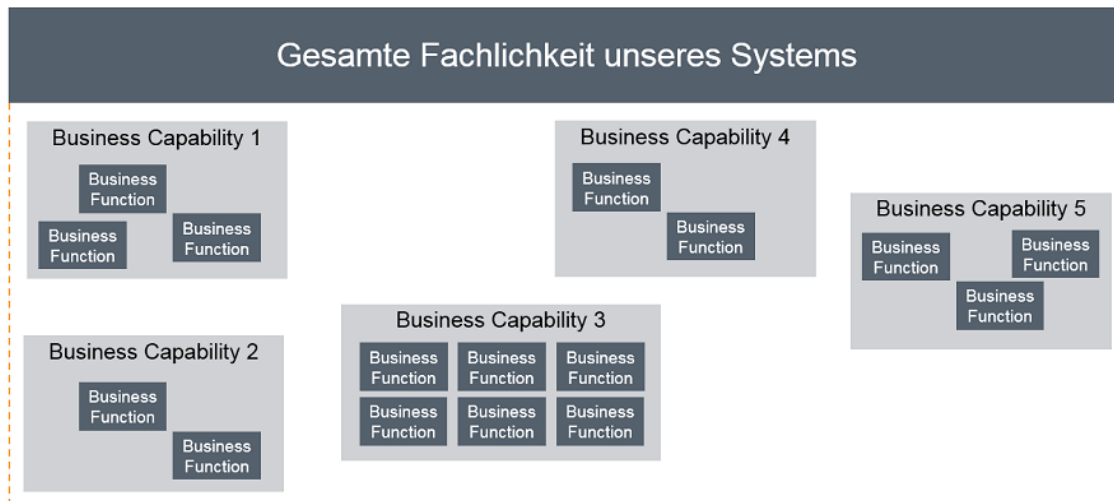 Gesamte Fachlichkeit unseres Systems
Business Capability 1
Business
Function
Business
Function
Business
Function
Business Capability 2
Business
Function
Business
Function
Business Capability 3
Business
Function
Business
Function
Business
Function
Business
Function
Business
Function
Business
Function
Business Capability 4
Business
Function
Business
Function
Business Capability 5
Business
Function
Business
Function
Business
Function